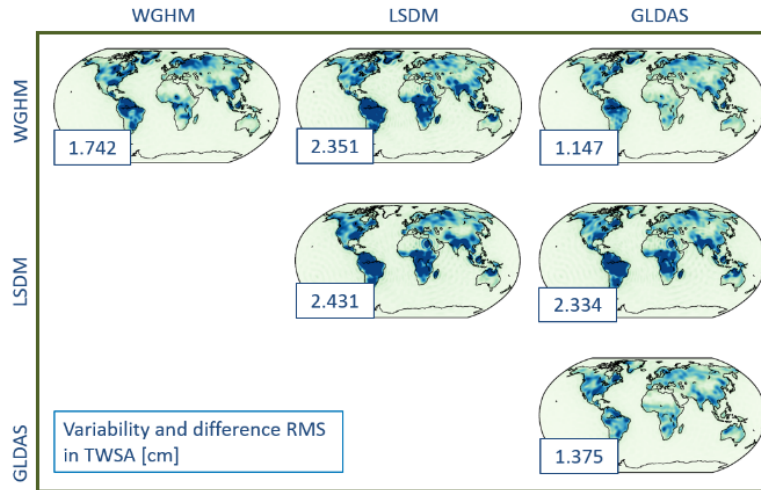 WGHM LSDM GLDAS
WGHM
1.742 2.351 1.147
LSDM
2.431 2.334
GLDAS
1.375
Variability and difference RMS
in TWSA [cm]